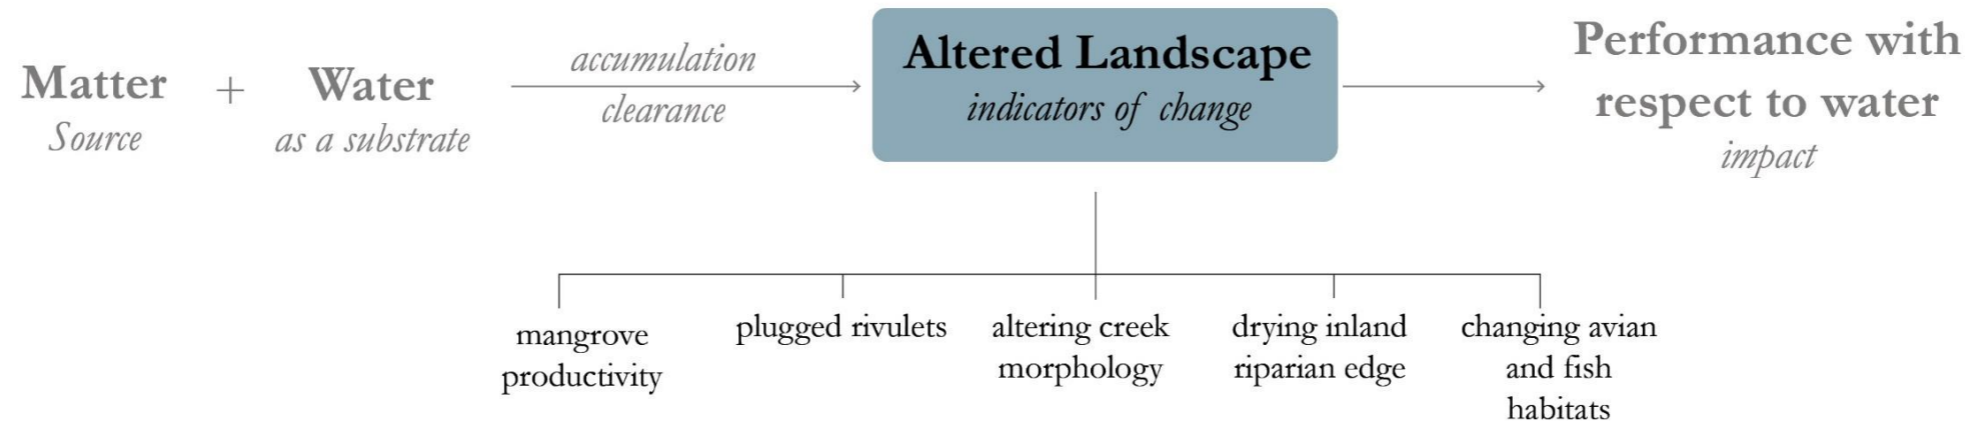 Matter
Source
+
Water
as a substrate
accumulation
clearance
Altered Landscape
indicators of change
Performance with
respect to water
impact
mangrove
productivity
plugged rivulets
altering creek
morphology
drying inland
riparian edge
changing avian
and fish
habitats